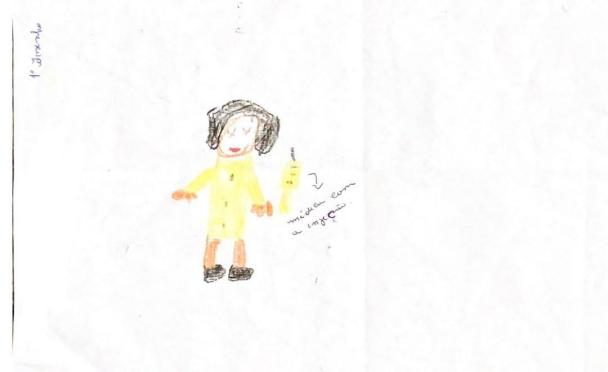 1º Desenho
médica com
a injeção